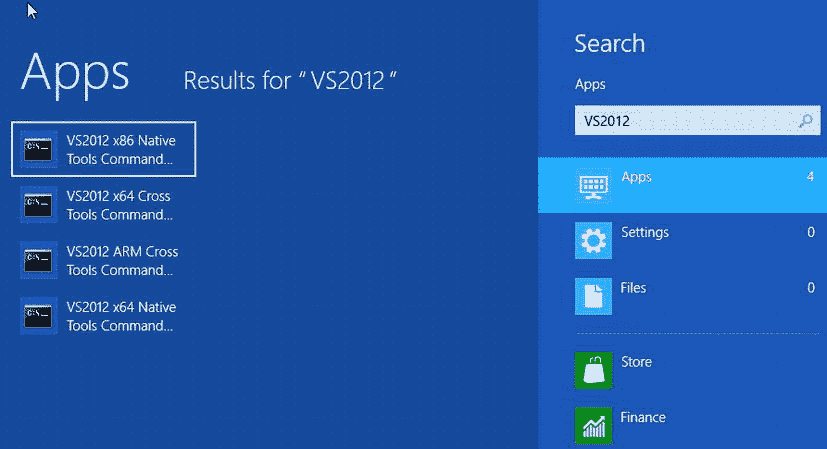 Apps
Results for “VS2012“
VS2012 x86 Native
Tools Command...
VS2012 x64 Cross
Tools Command...
VS2012 ARM Cross
Tools Command...
VS2012 x64 Native
Tools Command...
Search
Apps
VS2012
Apps 4
Settings 0
Files 0
Store
Finance